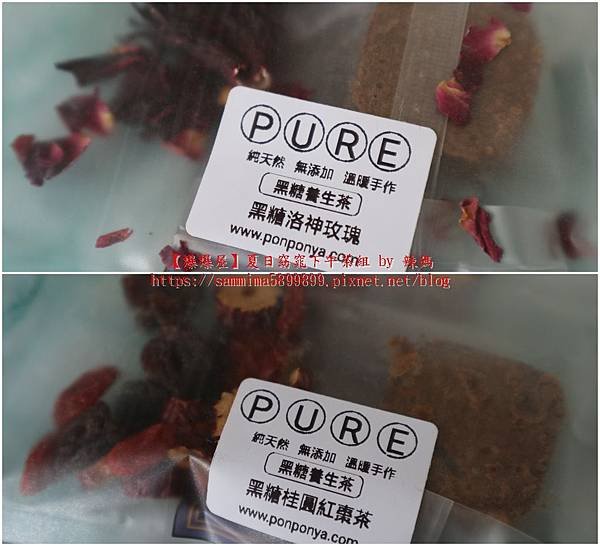 PURE
純天然 無添加 溫暖手作
黑糖養生茶
黑糖洛神玫瑰
www.ponponya.com
【爆爆屋】夏日窈窕下午茶組 by 辣媽
https://sammima5899899.pixnet.net/blog
PURE
純天然 無添加 溫暖手作
黑糖養生茶
黑糖桂圓紅棗茶
www.ponponya.com